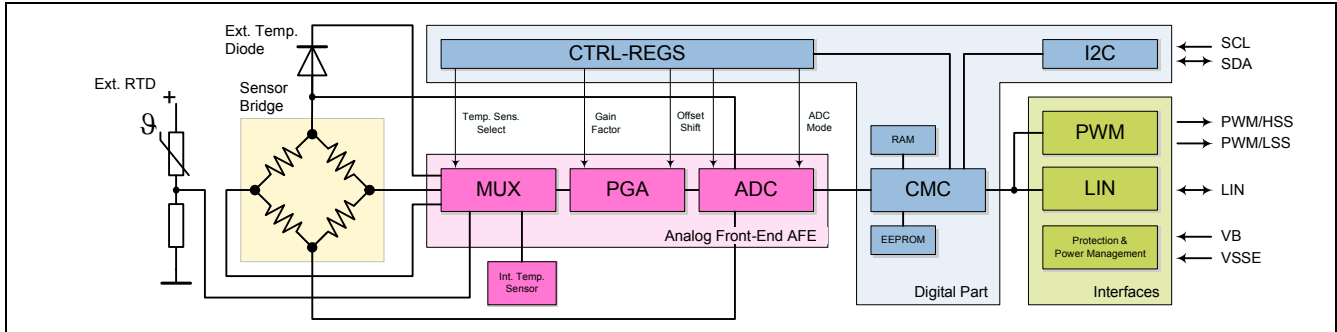 Ext. Temp.
Diode
CTRL-REGS
I2C
SCL
SDA
Ext. RTD
+
ϑ
Sensor
Bridge
Temp. Sens.
Select
Gain
Factor
Offset
Shift
ADC
Mode
RAM
PWM
PWM/HSS
PWM/LSS
MUX
PGA
ADC
CMC
LIN
LIN
Analog Front-End AFE
EEPROM
Protection &
Power Management
VB
VSSE
Int. Temp.
Sensor
Digital Part
Interfaces